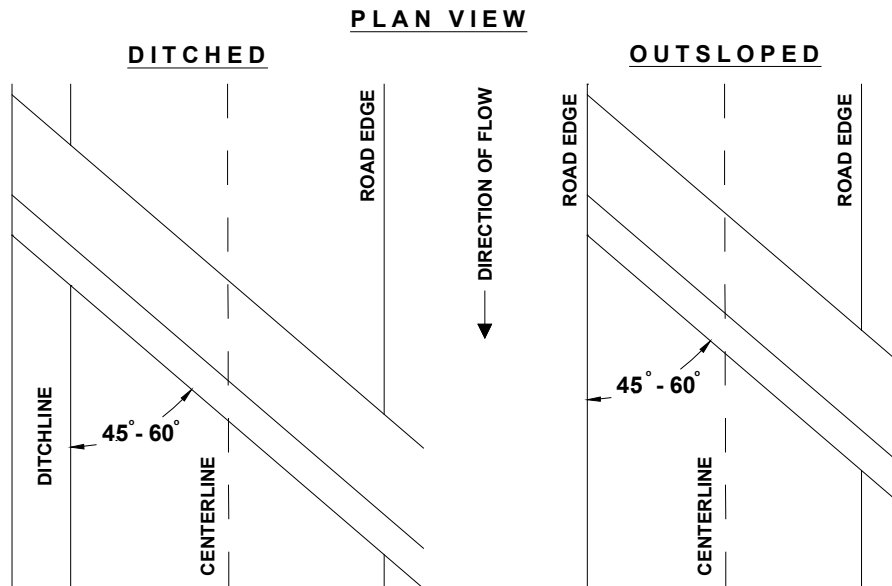 PLAN VIEW
DITCHED
OUTSLOPED
ROAD EDGE
DIRECTION OF FLOW
ROAD EDGE
ROAD EDGE
45° - 60°
45° - 60°
DITCHLINE
CENTERLINE
CENTERLINE